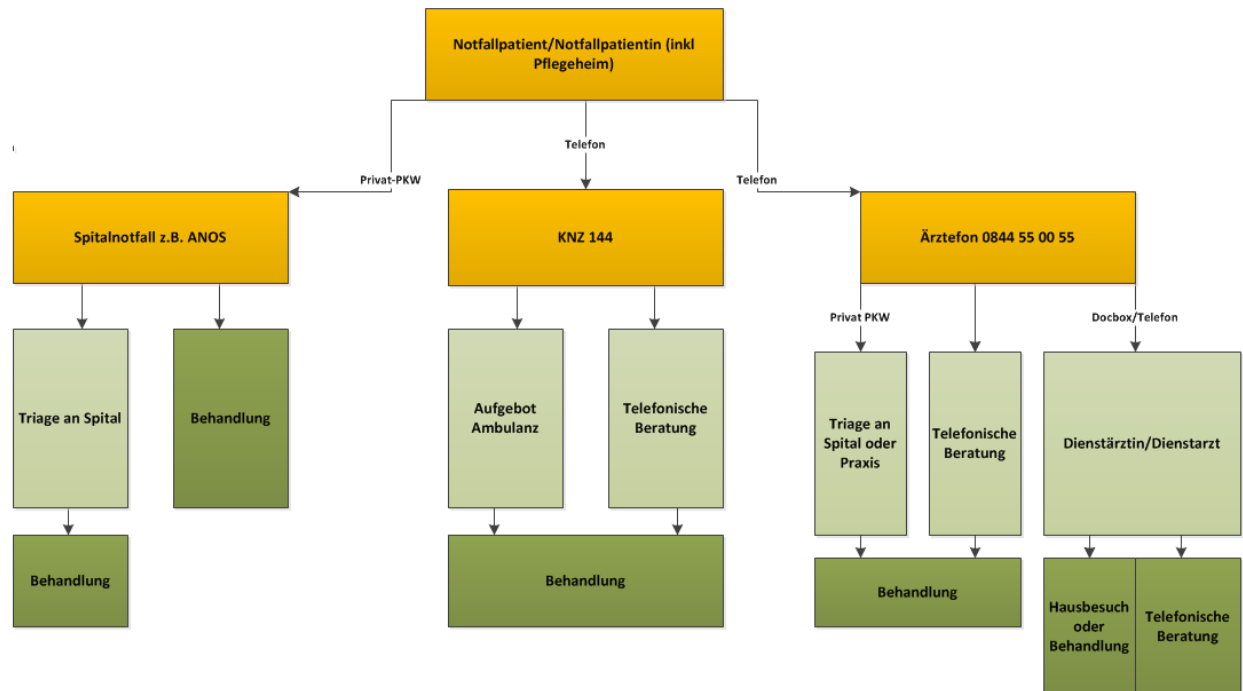 Notfallpatient/Notfallpatientin (inkl
Pflegeheim)
Telefon
Privat-PKW
Telefon
Spitalnotfall z.B. ANOS
KNZ 144
Ärztefon 0844 55 00 55
Privat PKW
Docbox/Telefon
Triage an Spital
Behandlung
Aufgebot
Ambulanz
Telefonische
Beratung
Triage an
Spital oder
Praxis
Telefonische
Beratung
Dienstärztin/Dienstarzt
Behandlung
Behandlung
Behandlung
Hausbesuch
oder
Behandlung
Telefonische
Beratung